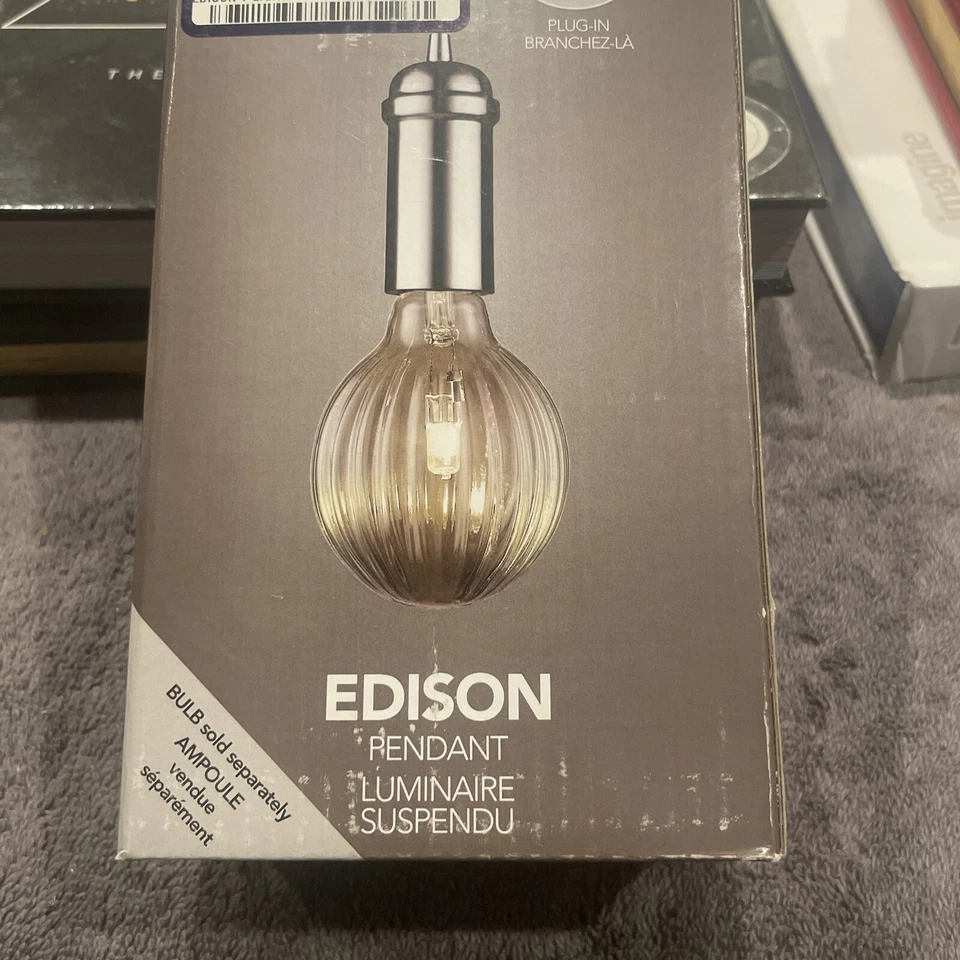 PLUG-IN
BRANCHEZ-LÀ
THE
imagine
EDISON
PENDANT
LUMINAIRE
SUSPENDU
BULB sold separately
AMPOULE
vendue
séparément